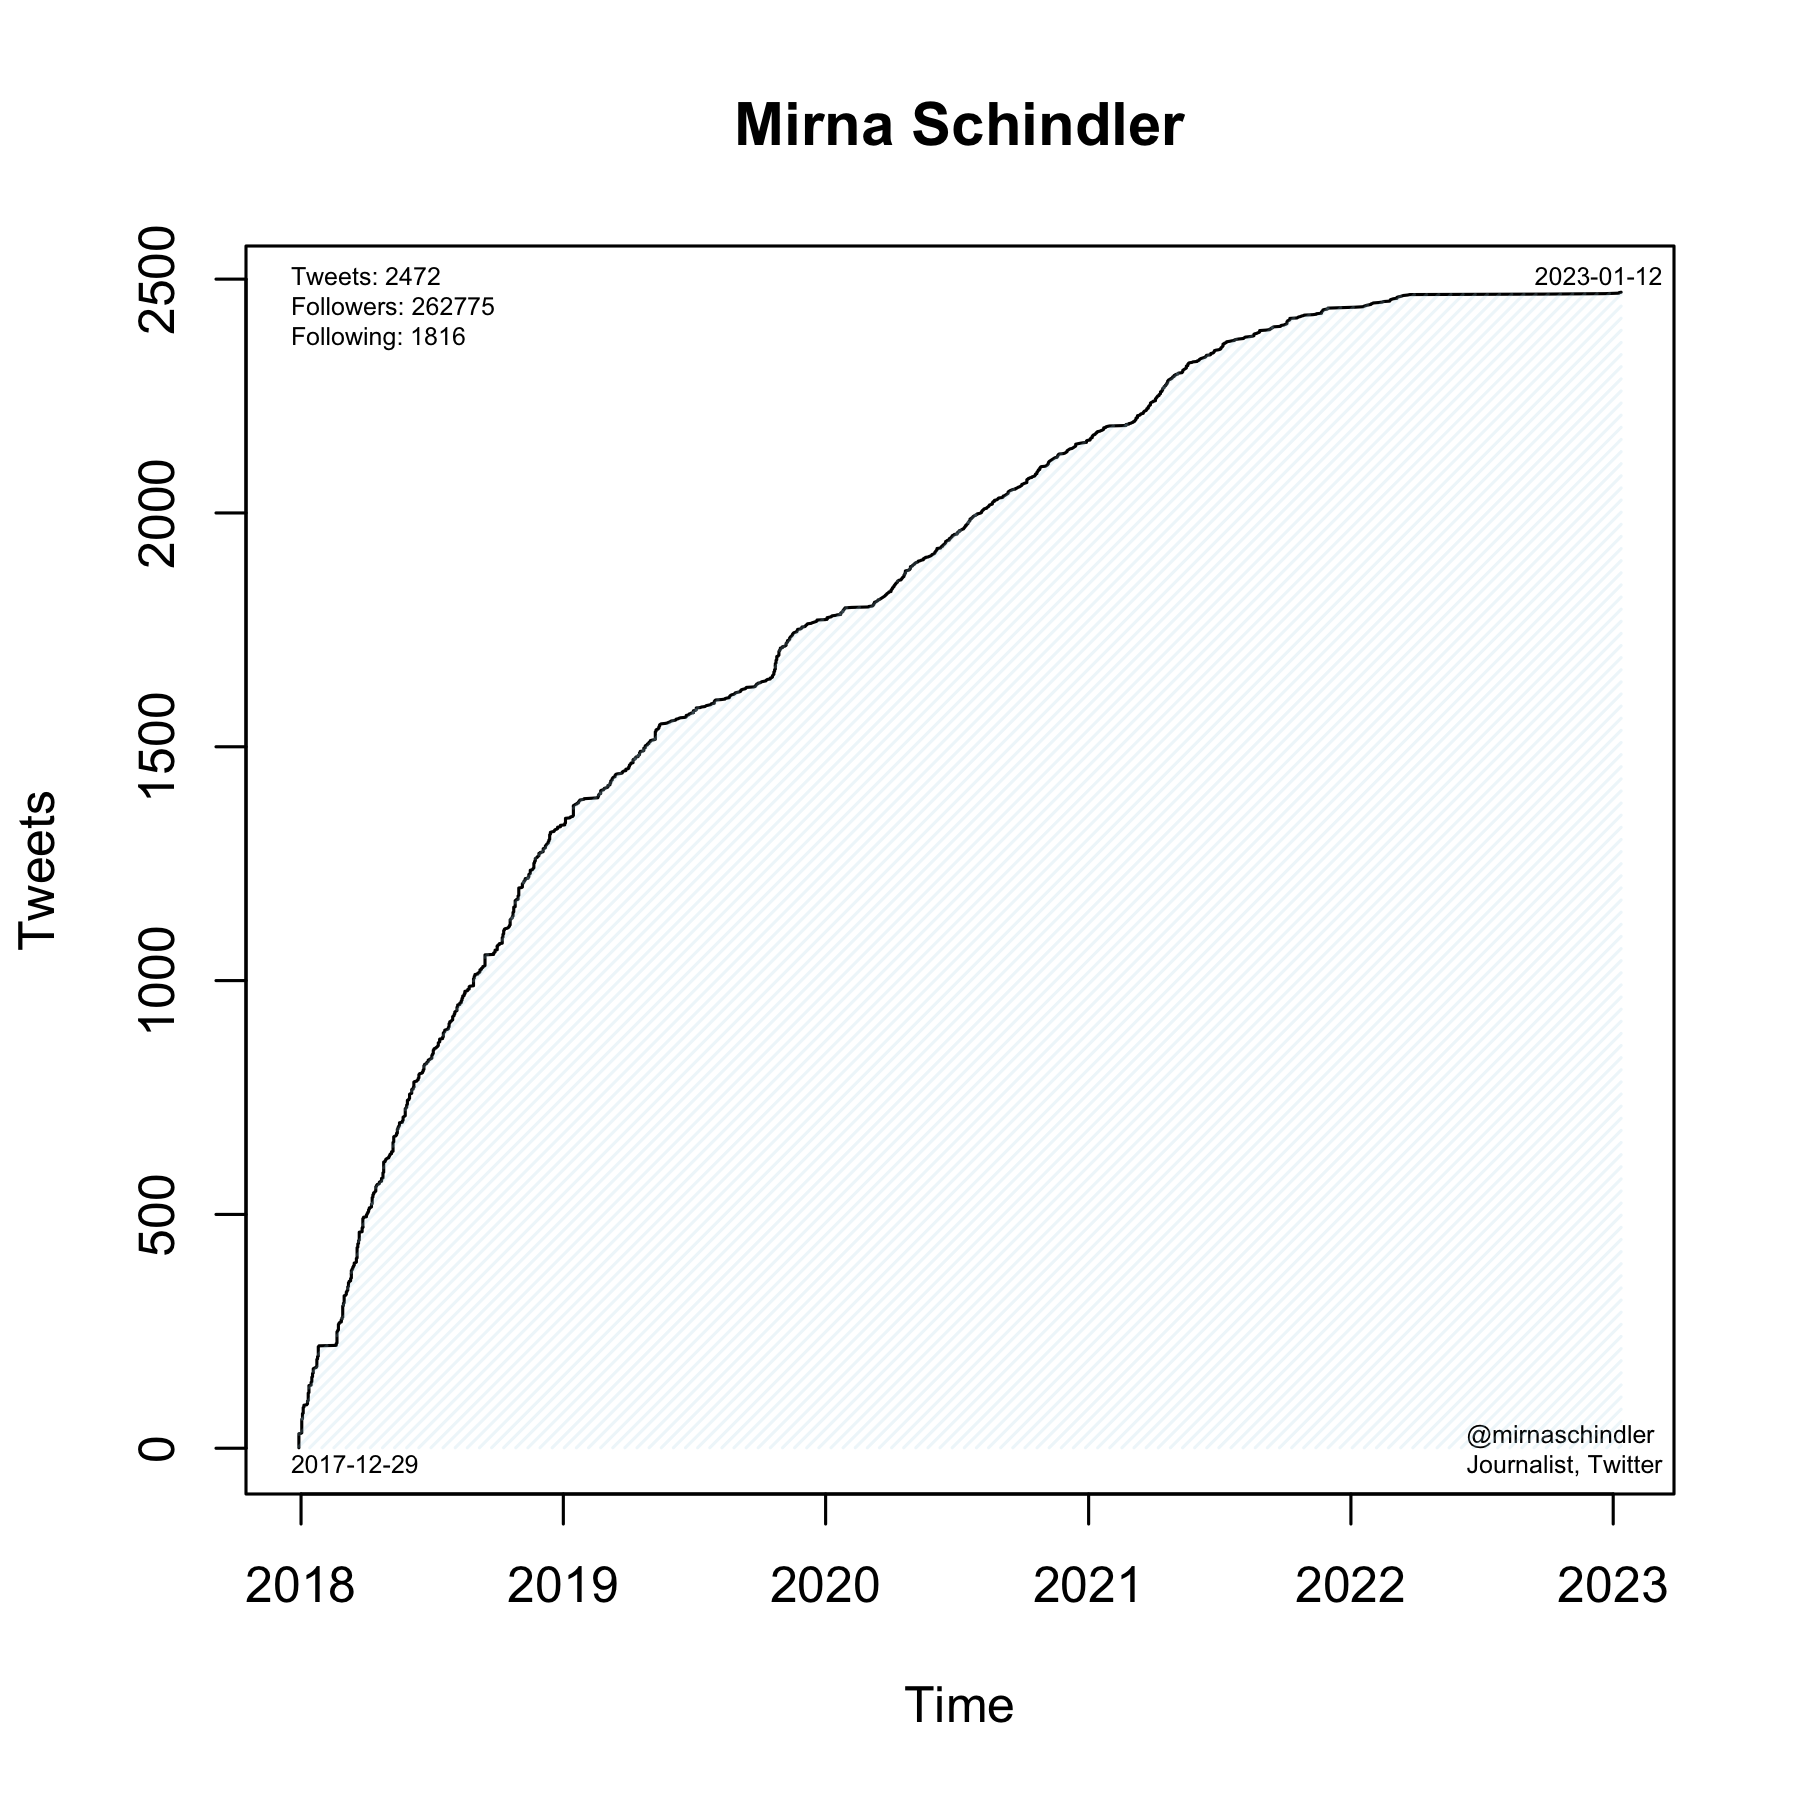 Mirna Schindler
Tweets: 2472
Followers: 262775
Following: 1816
2023-01-12
2500
2000
1500
1000
500
0
Tweets
2017-12-29
@mirnaschindler
Journalist, Twitter
2018 2019 2020 2021 2022 2023
Time